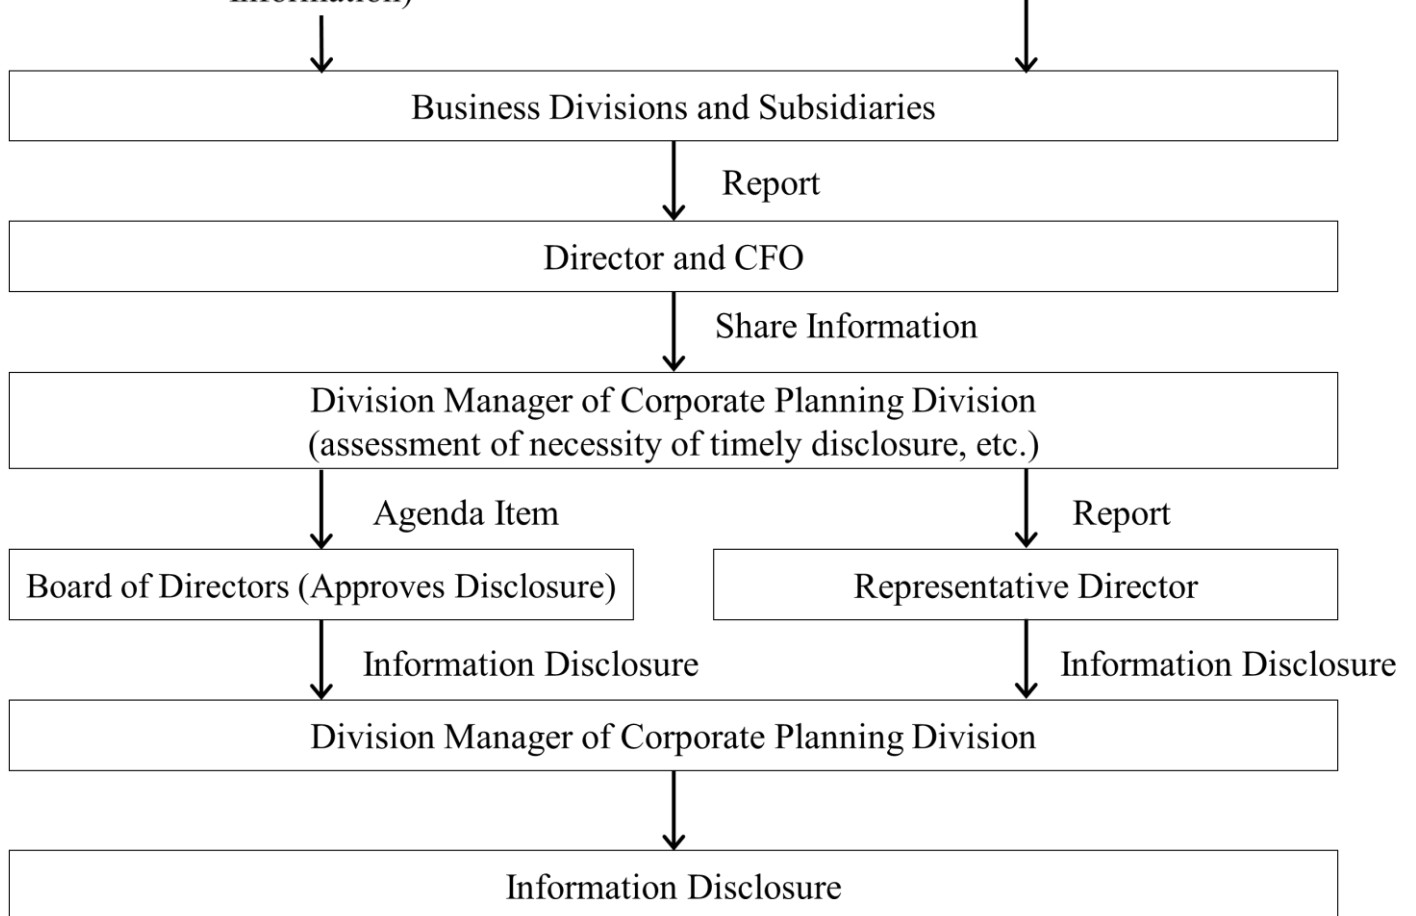 Information)
Business Divisions and Subsidiaries
Report
Director and CFO
Share Information
Division Manager of Corporate Planning Division
(assessment of necessity of timely disclosure, etc.)
Agenda Item
Report
Board of Directors (Approves Disclosure)
Representative Director
Information Disclosure
Information Disclosure
Division Manager of Corporate Planning Division
Information Disclosure